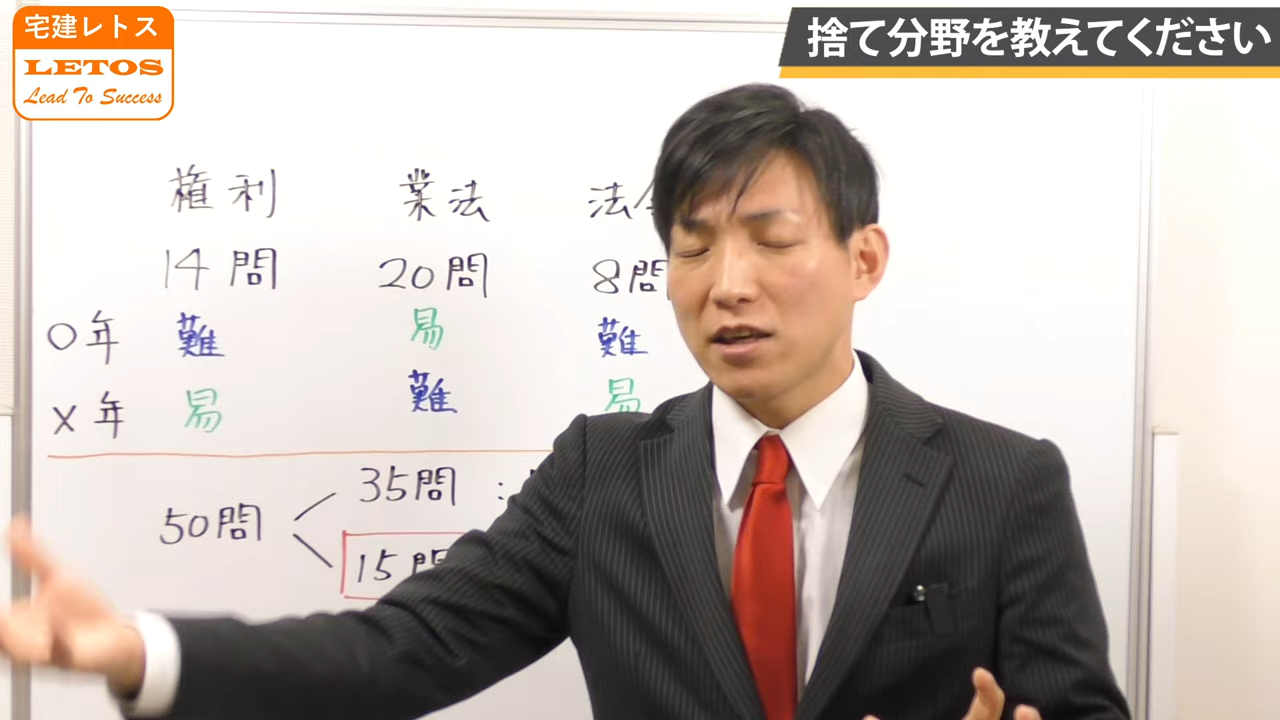 宅建レトス
LETOS
Lead To Success
捨て分野を教えてください
権利 業法 法
14問 20問 8問
0年 難 易 難
×年 易 難 易
50問 35問 :
15問